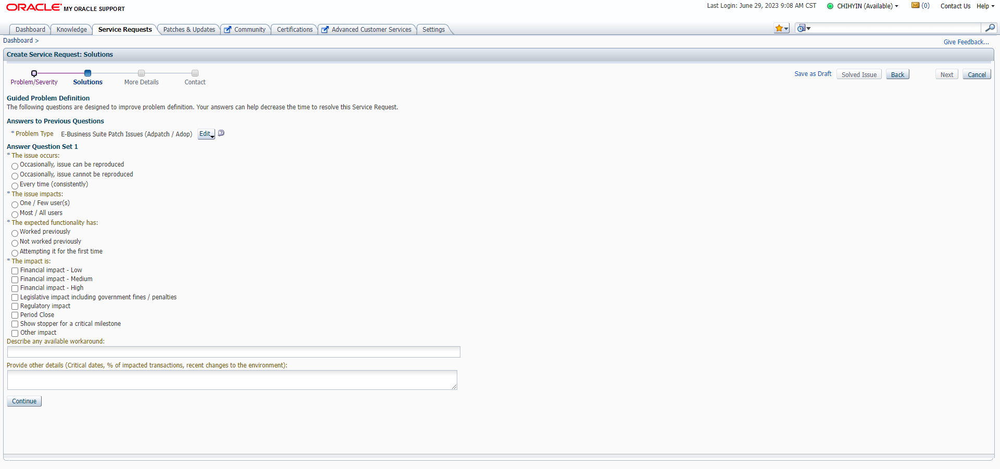 ORACLE MY ORACLE SUPPORT
Last Login: June 29, 2023 9:08 AM CST CHIHYIN (Available) (0) Contact Us Help
Dashboard Knowledge Service Requests Patches & Updates Community Certifications Advanced Customer Services Settings
Dashboard >
Give Feedback...
Create Service Request: Solutions
Problem/Severity Solutions More Details Contact
Save as Draft Solved Issue Back Next Cancel
Guided Problem Definition
The following questions are designed to improve problem definition. Your answers can help decrease the time to resolve this Service Request.
Answers to Previous Questions
* Problem Type E-Business Suite Patch Issues (Adpatch / Adop) Edit
Answer Question Set 1
* The issue occurs:
Occasionally, issue can be reproduced
Occasionally, issue cannot be reproduced
Every time (consistently)
* The issue impacts:
One / Few user(s)
Most / All users
* The expected functionality has:
Worked previously
Not worked previously
Attempting it for the first time
* The impact is:
Financial impact - Low
Financial impact - Medium
Financial impact - High
Legislative impact including government fines / penalties
Regulatory impact
Period Close
Show stopper for a critical milestone
Other impact
Describe any available workaround:
Provide other details (Critical dates, % of impacted transactions, recent changes to the environment):
Continue